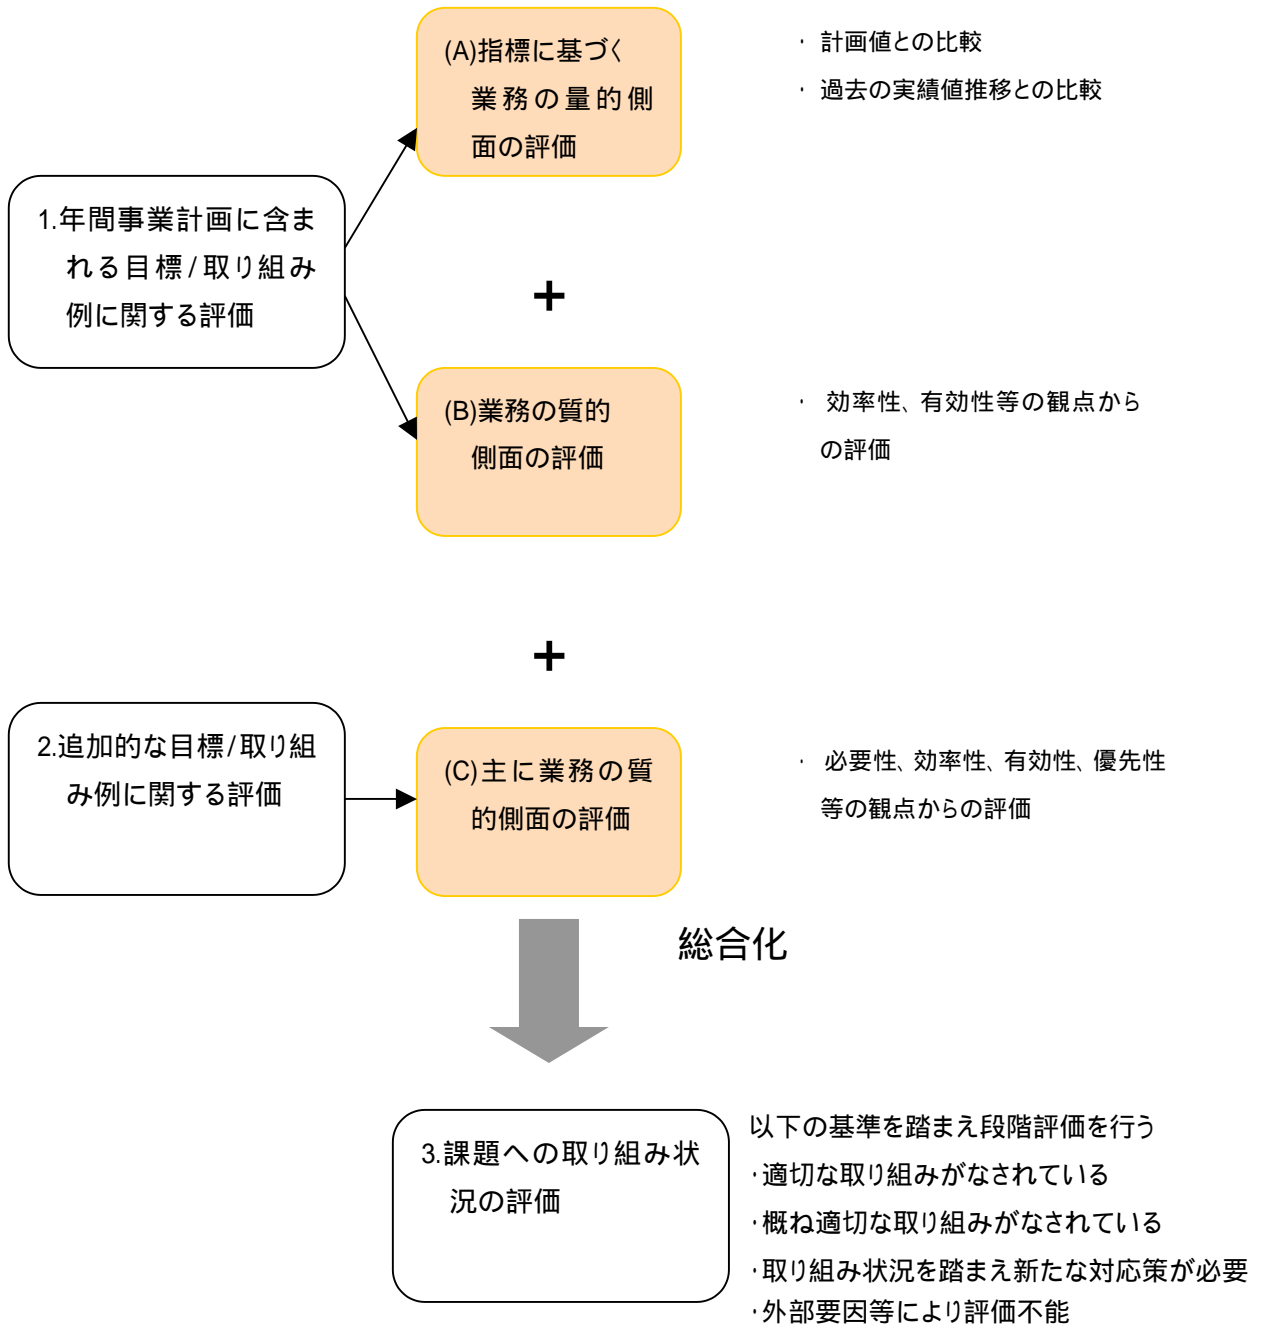 (A)指標に基づく
業務の量的側
面の評価
・ 計画値との比較
・ 過去の実績値推移との比較
1.年間事業計画に含ま
れる目標/取り組み
例に関する評価
+
(B)業務の質的
側面の評価
・ 効率性、有効性等の観点から
の評価
+
2.追加的な目標/取り組
み例に関する評価
(C)主に業務の質
的側面の評価
・ 必要性、効率性、有効性、優先性
等の観点からの評価
総合化
3.課題への取り組み状
況の評価
以下の基準を踏まえ段階評価を行う
・適切な取り組みがなされている
・概ね適切な取り組みがなされている
・取り組み状況を踏まえ新たな対応策が必要
・外部要因等により評価不能